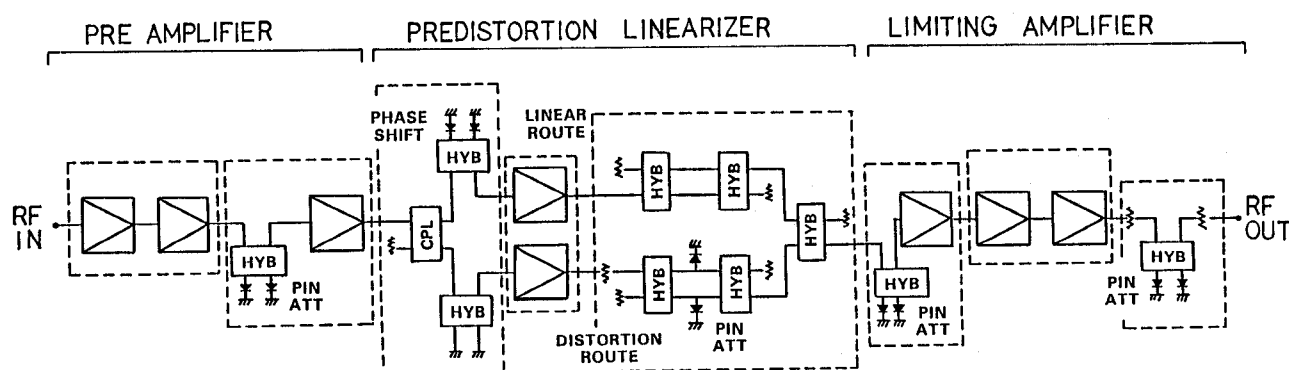 PRE AMPLIFIER
PREDISTORTION LINEARIZER
LIMITING AMPLIFIER
PHASE
SHIFT
LINEAR
ROUTE
HYB
HYB
HYB
RF
IN
CPL
HYB
RF
OUT
HYB
HYB
HYB
HYB
HYB
PIN
ATT
HYB
PIN
ATT
PIN
ATT
DISTORTION
ROUTE
PIN
ATT